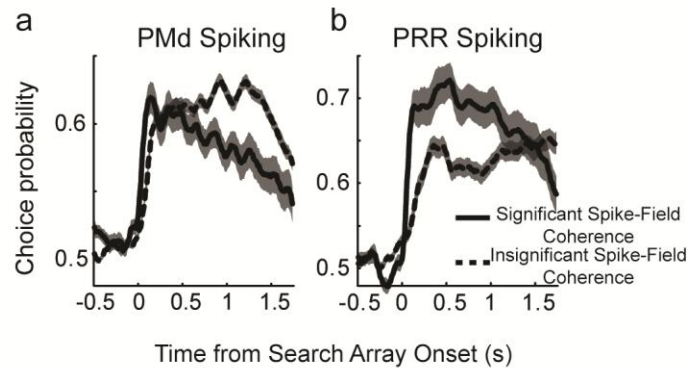 a
PMd Spiking
b
PRR Spiking
Choice probability
0.6
0.5
-0.5 0 0.5 1 1.5
0.7
0.6
0.5
-0.5 0 0.5 1 1.5
Significant Spike-Field
Coherence
Insignificant Spike-Field
Coherence
Time from Search Array Onset (s)